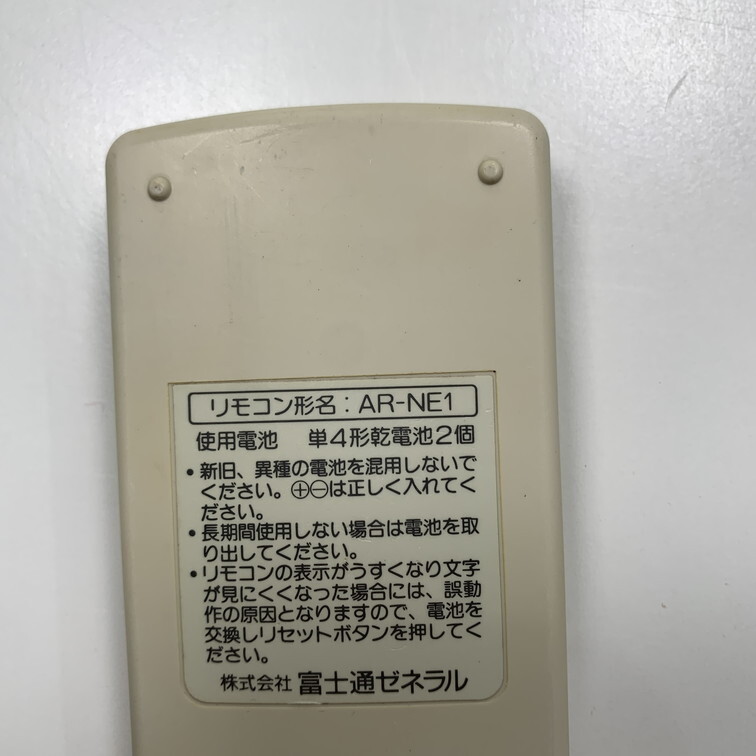 リモコン形名：AR-NE1
使用電池　単4形乾電池2個
•新旧、異種の電池を混用しないで
ください。⊕⊖は正しく入れてく
ださい。
•長期間使用しない場合は電池を取
り出してください。
•リモコンの表示がうすくなり文字
が見にくくなった場合には、誤動
作の原因となりますので、電池を
交換しリセットボタンを押してく
ださい。
株式会社 富士通ゼネラル